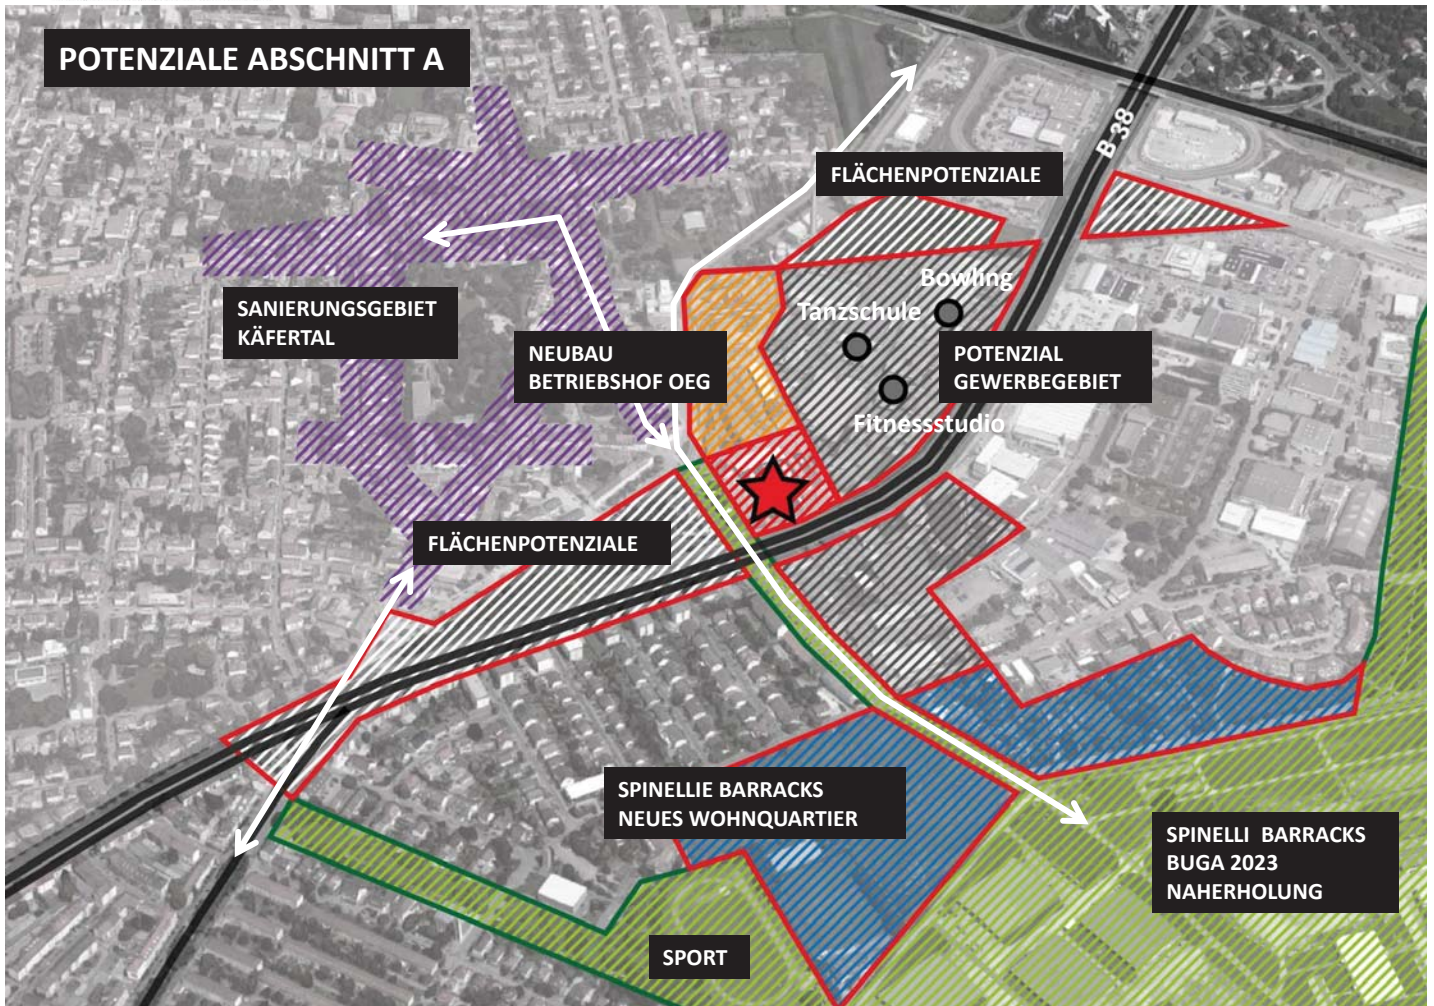 POTENZIALE ABSCHNITT A
B 38
FLÄCHENPOTENZIALE
Bowling
Tanzschule
SANIERUNGSGEBIET
KÄFERTAL
NEUBAU
BETRIEBSHOF OEG
POTENZIAL
GEWERBEGEBIET
Fitnessstudio
FLÄCHENPOTENZIALE
SPINELLIE BARRACKS
NEUES WOHNQUARTIER
SPINELLI BARRACKS
BUGA 2023
NAHERHOLUNG
SPORT